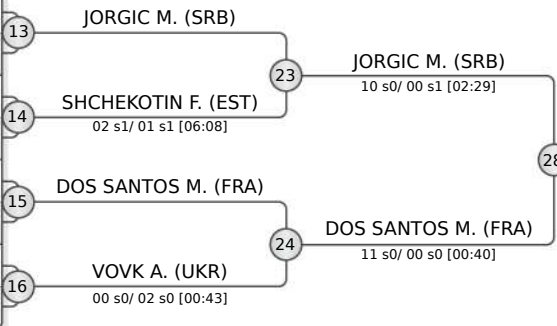 JORGIC M. (SRB)
13
23
JORGIC M. (SRB)
10 s0/ 00 s1 [02:29]
SHCHEKOTIN F. (EST)
14
02 s1/ 01 s1 [06:08]
28
DOS SANTOS M. (FRA)
15
DOS SANTOS M. (FRA)
24
11 s0/ 00 s0 [00:40]
VOVK A. (UKR)
16
00 s0/ 02 s0 [00:43]